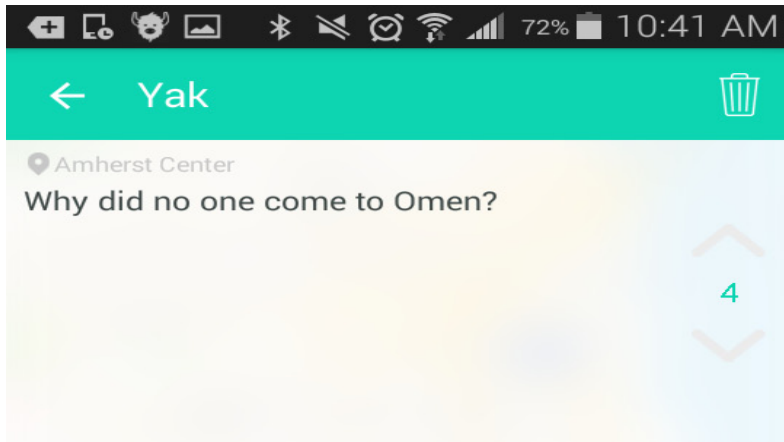 72% 10:41 AM
Yak
Amherst Center
Why did no one come to Omen?
4